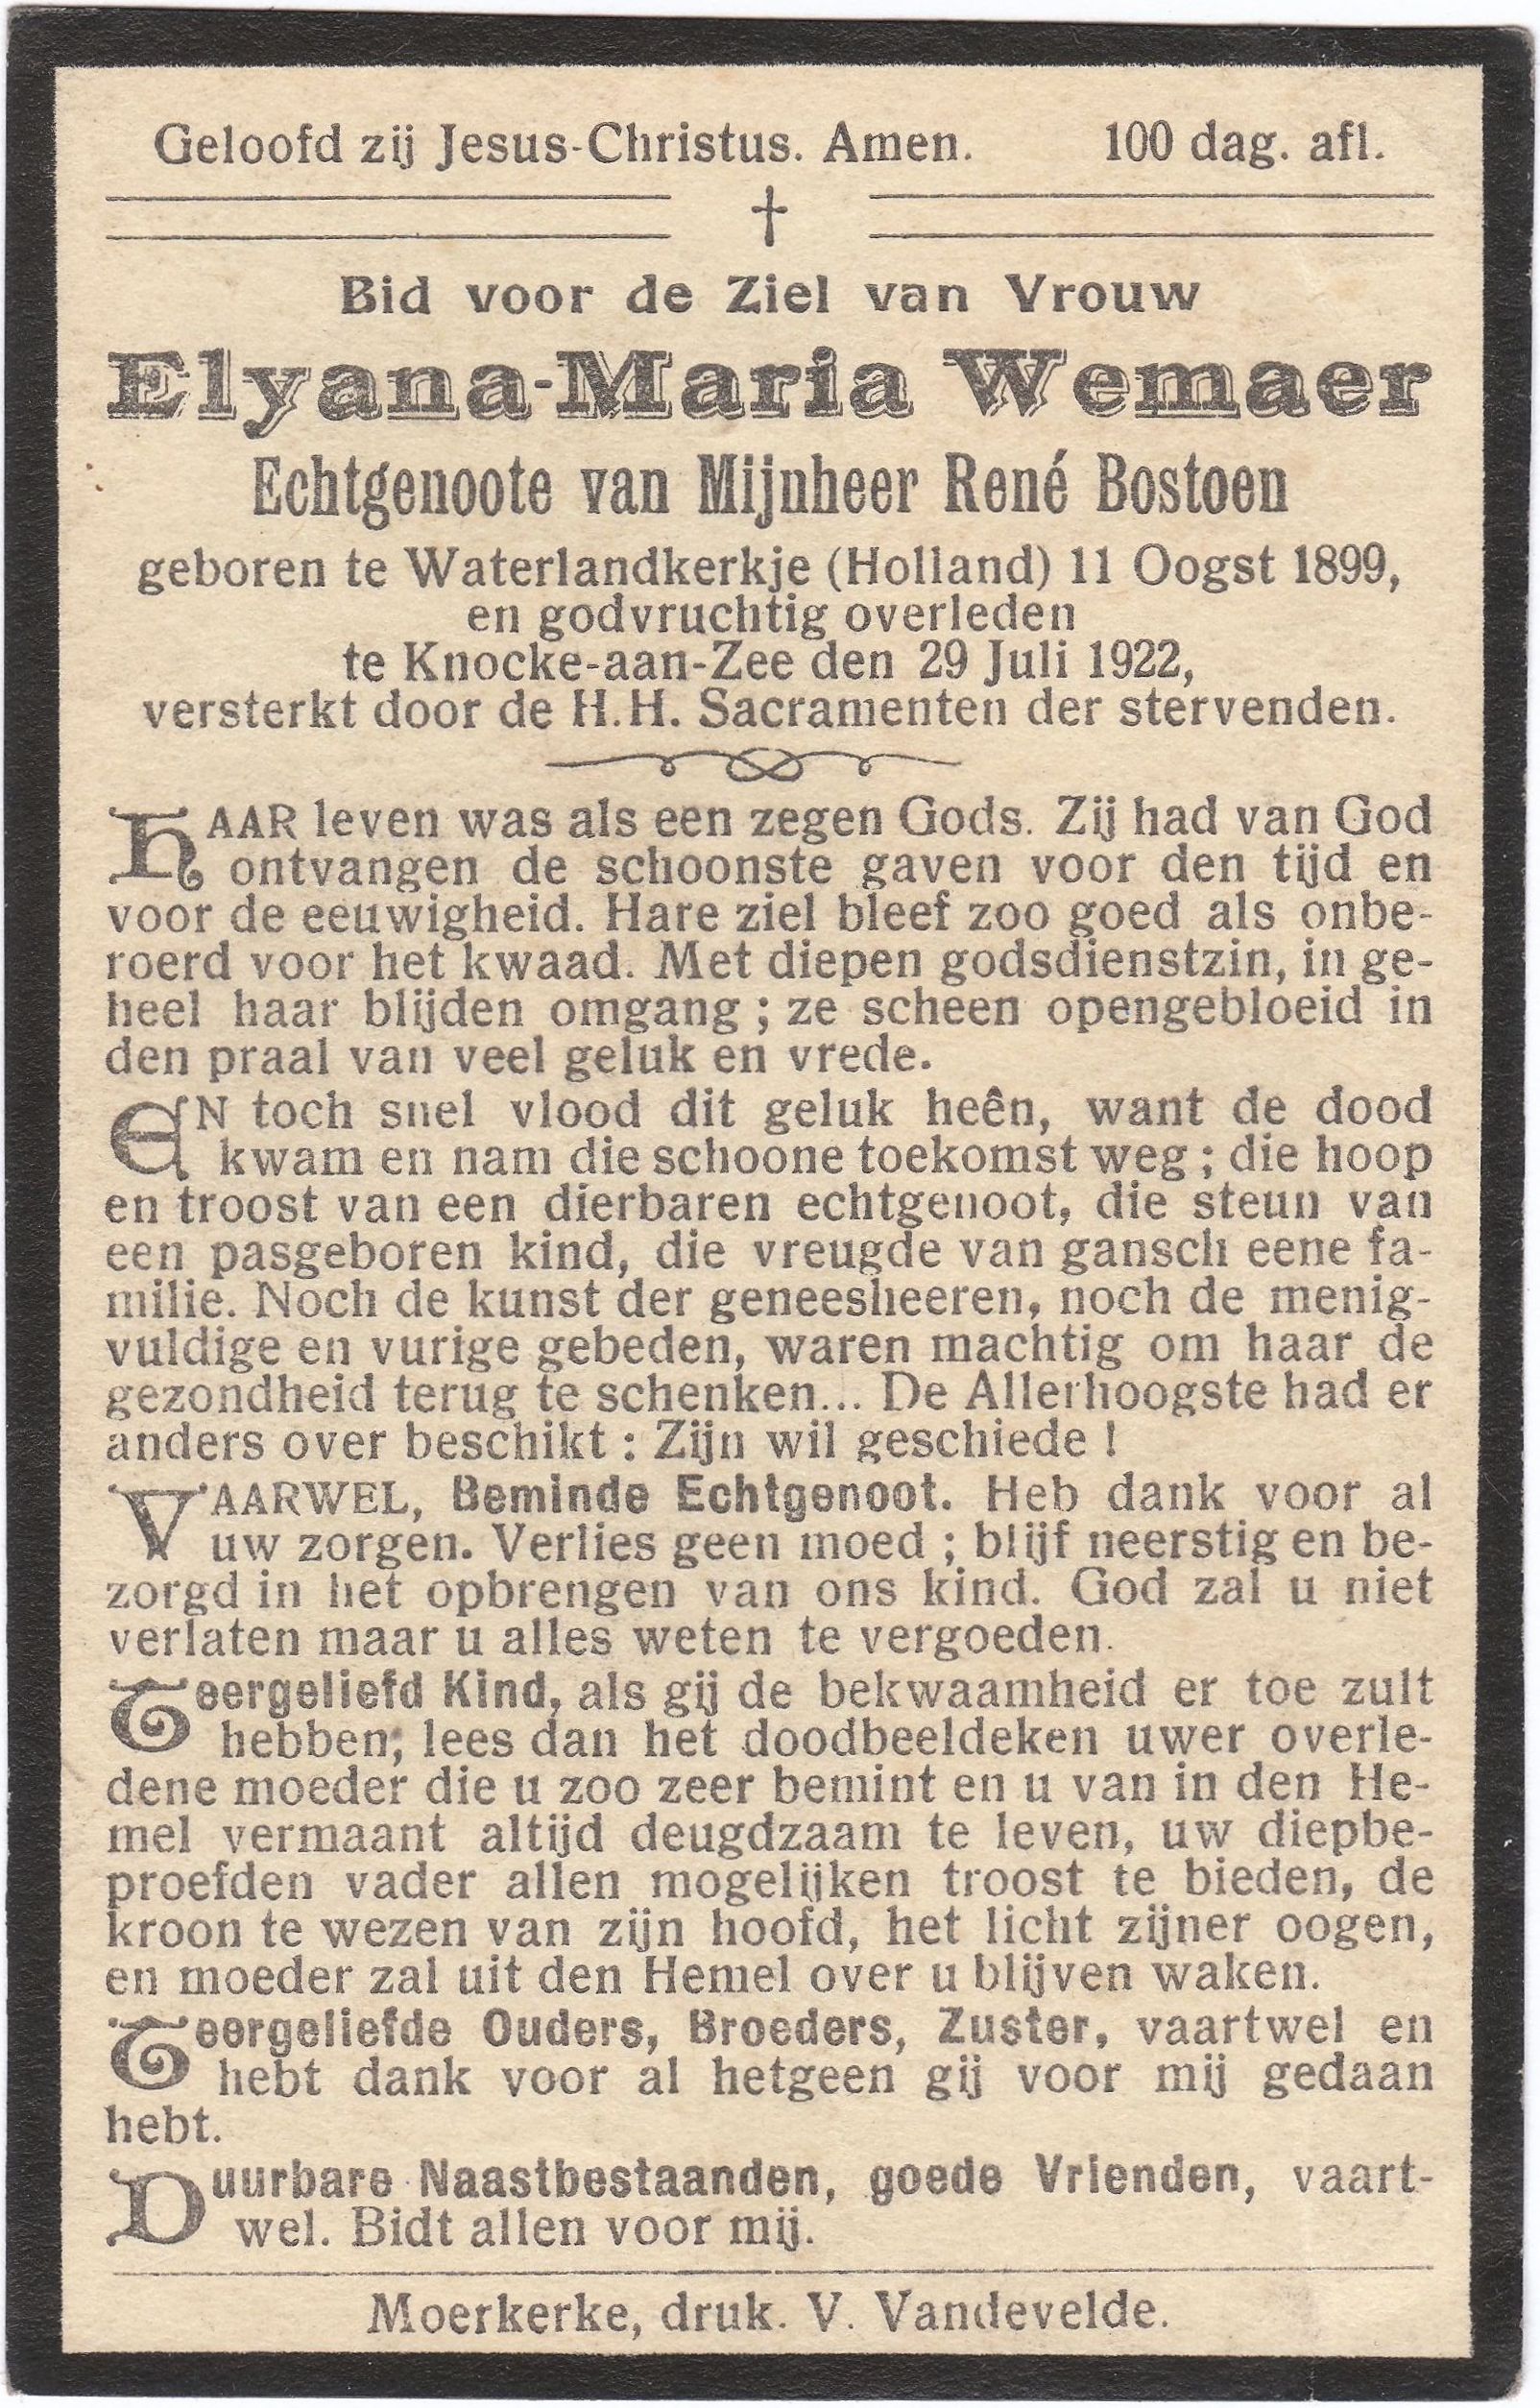 Geloofd zij Jesus-Christus. Amen. 100 dag. afl.
Bid voor de Ziel van Vrouw
Elyana-Maria Wemaer
Echtgenoote van Mijnheer René Bostoen
geboren te Waterlandkerkje (Holland) 11 Oogst 1899,
en godvruchtig overleden
te Knocke-aan-Zee den 29 Juli 1922,
versterkt door de H.H. Sacramenten der stervenden.
HAAR leven was als een zegen Gods. Zij had van God
ontvangen de schoonste gaven voor den tijd en
voor de eeuwigheid. Hare ziel bleef zoo goed als onbe-
roerd voor het kwaad. Met diepen godsdienstzin, in ge-
heel haar blijden omgang ; ze scheen opengebloeid in
den praal van veel geluk en vrede.
EN toch snel vlood dit geluk heên, want de dood
kwam en nam die schoone toekomst weg ; die hoop
en troost van een dierbaren echtgenoot, die steun van
een pasgeboren kind, die vreugde van gansch eene fa-
milie. Noch de kunst der geneesheeren, noch de menig-
vuldige en vurige gebeden, waren machtig om haar de
gezondheid terug te schenken... De Allerhoogste had er
anders over beschikt : Zijn wil geschiede !
VAARWEL, Beminde Echtgenoot. Heb dank voor al
uw zorgen. Verlies geen moed ; blijf neerstig en be-
zorgd in het opbrengen van ons kind. God zal u niet
verlaten maar u alles weten te vergoeden.
Teergeliefd Kind, als gij de bekwaamheid er toe zult
hebben, lees dan het doodbeeldeken uwer overle-
dene moeder die u zoo zeer bemint en u van in den He-
mel vermaant altijd deugdzaam te leven, uw diepbe-
proefden vader allen mogelijken troost te bieden, de
kroon te wezen van zijn hoofd, het licht zijner oogen,
en moeder zal uit den Hemel over u blijven waken.
Teergeliefde Ouders, Broeders, Zuster, vaartwel en
hebt dank voor al hetgeen gij voor mij gedaan
hebt.
Duurbare Naastbestaanden, goede Vrienden, vaart-
wel. Bidt allen voor mij.
Moerkerke, druk. V. Vandevelde.